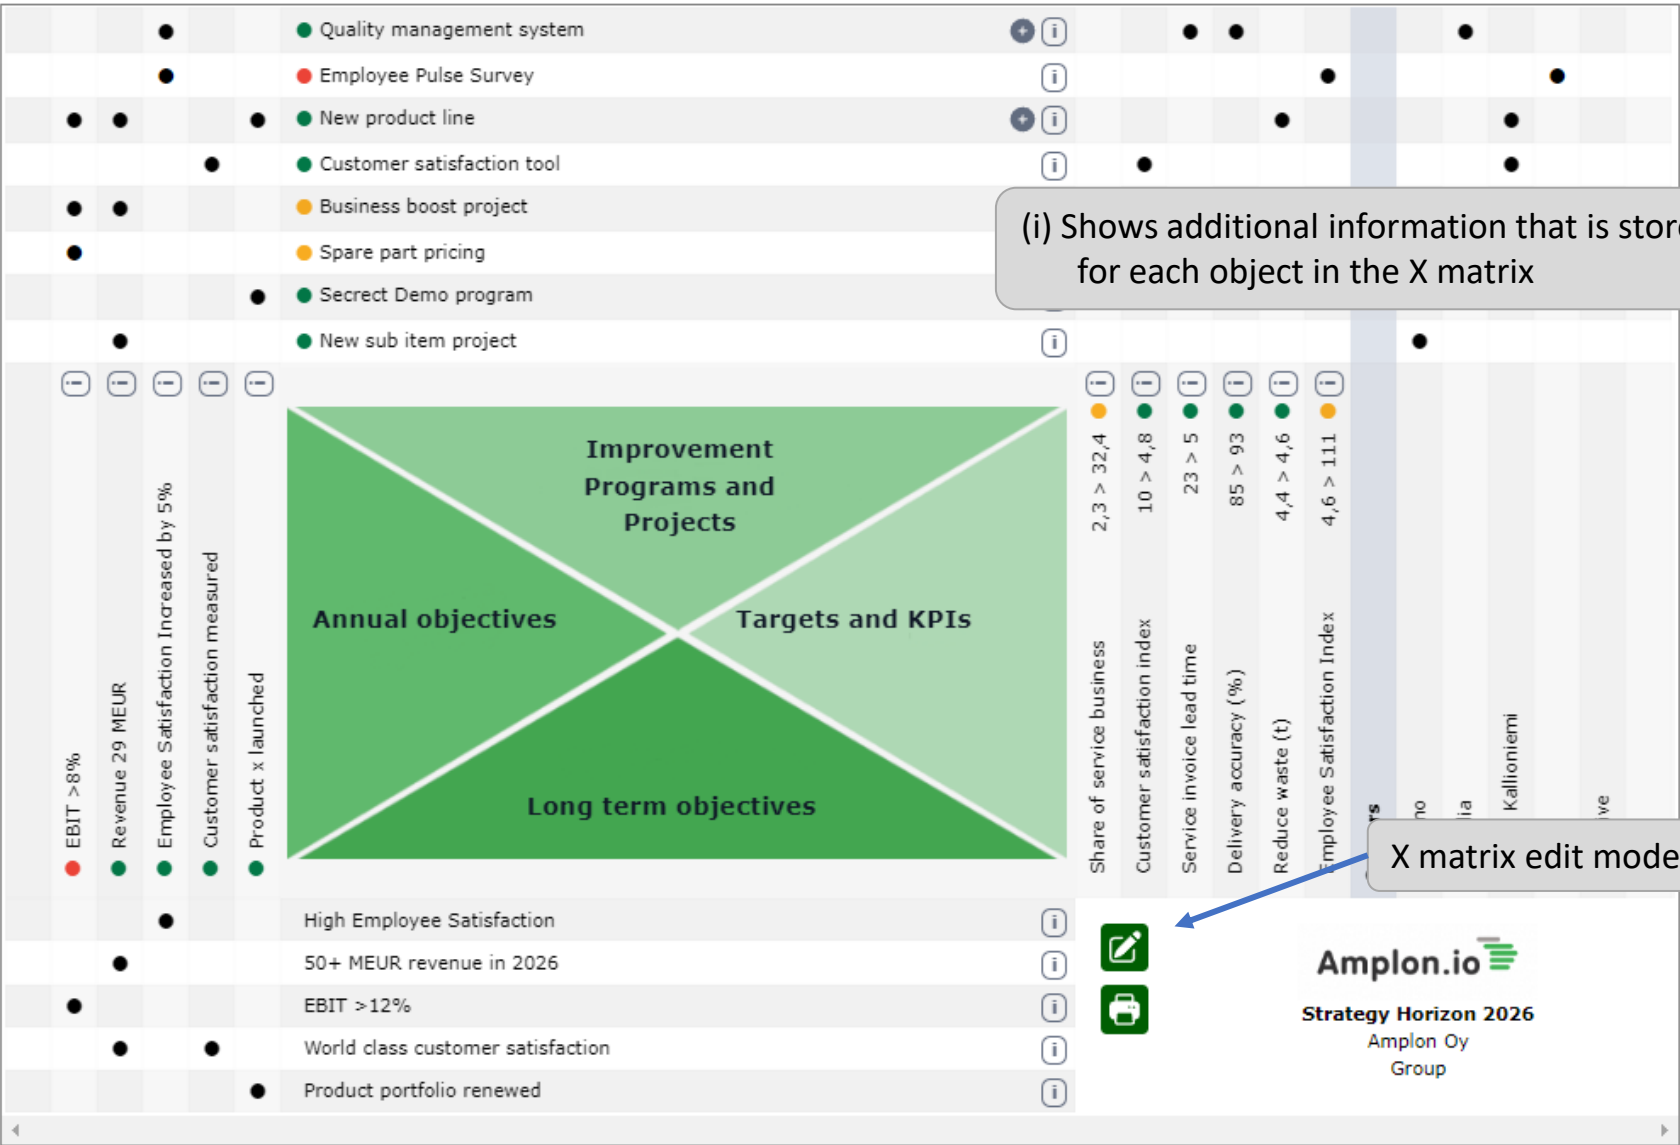 Quality management system
Employee Pulse Survey
New product line
Customer satisfaction tool
Business boost project
Spare part pricing
Secrect Demo program
New sub item project
(i) Shows additional information that is
for each object in the X matrix
Improvement
Programs and
Projects
Annual objectives
Targets and KPIs
Long term objectives
EBIT >8%
Revenue 29 MEUR
Employee Satisfaction Increased by 5%
Customer satisfaction measured
Product x launched
Share of service business 2,3 > 32,4
Customer satisfaction index 10 > 4,8
Service invoice lead time 23 > 5
Delivery accuracy (%) 85 > 93
Reduce waste (t) 4,4 > 4,6
Employee Satisfaction Index 4,6 > 111
Kallioniemi
X matrix edit mode
High Employee Satisfaction
50+ MEUR revenue in 2026
EBIT >12%
World class customer satisfaction
Product portfolio renewed
Amplon.io
Strategy Horizon 2026
Amplon Oy
Group